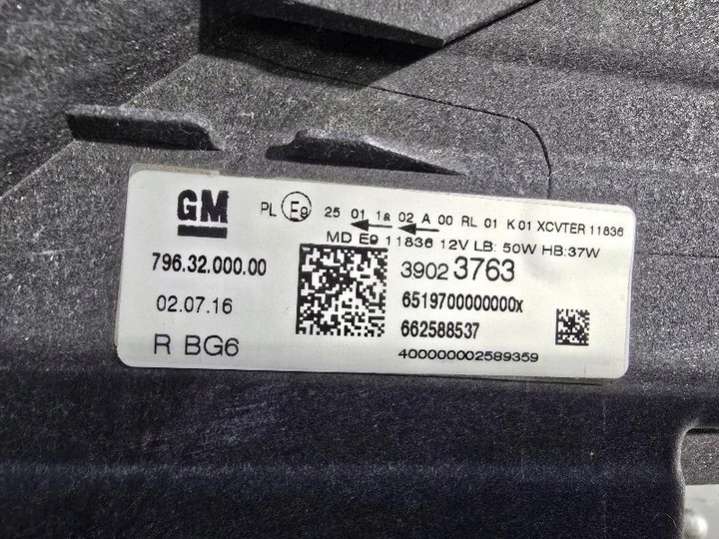 GM
PL E9 25 01 1a 02 A 00 RL 01 K 01 XCVTER 11836
MD E9 11836 12V LB: 50W HB:37W
796.32.000.00
3902 3763
02.07.16
6519700000000x
662588537
R BG6
400000002589359